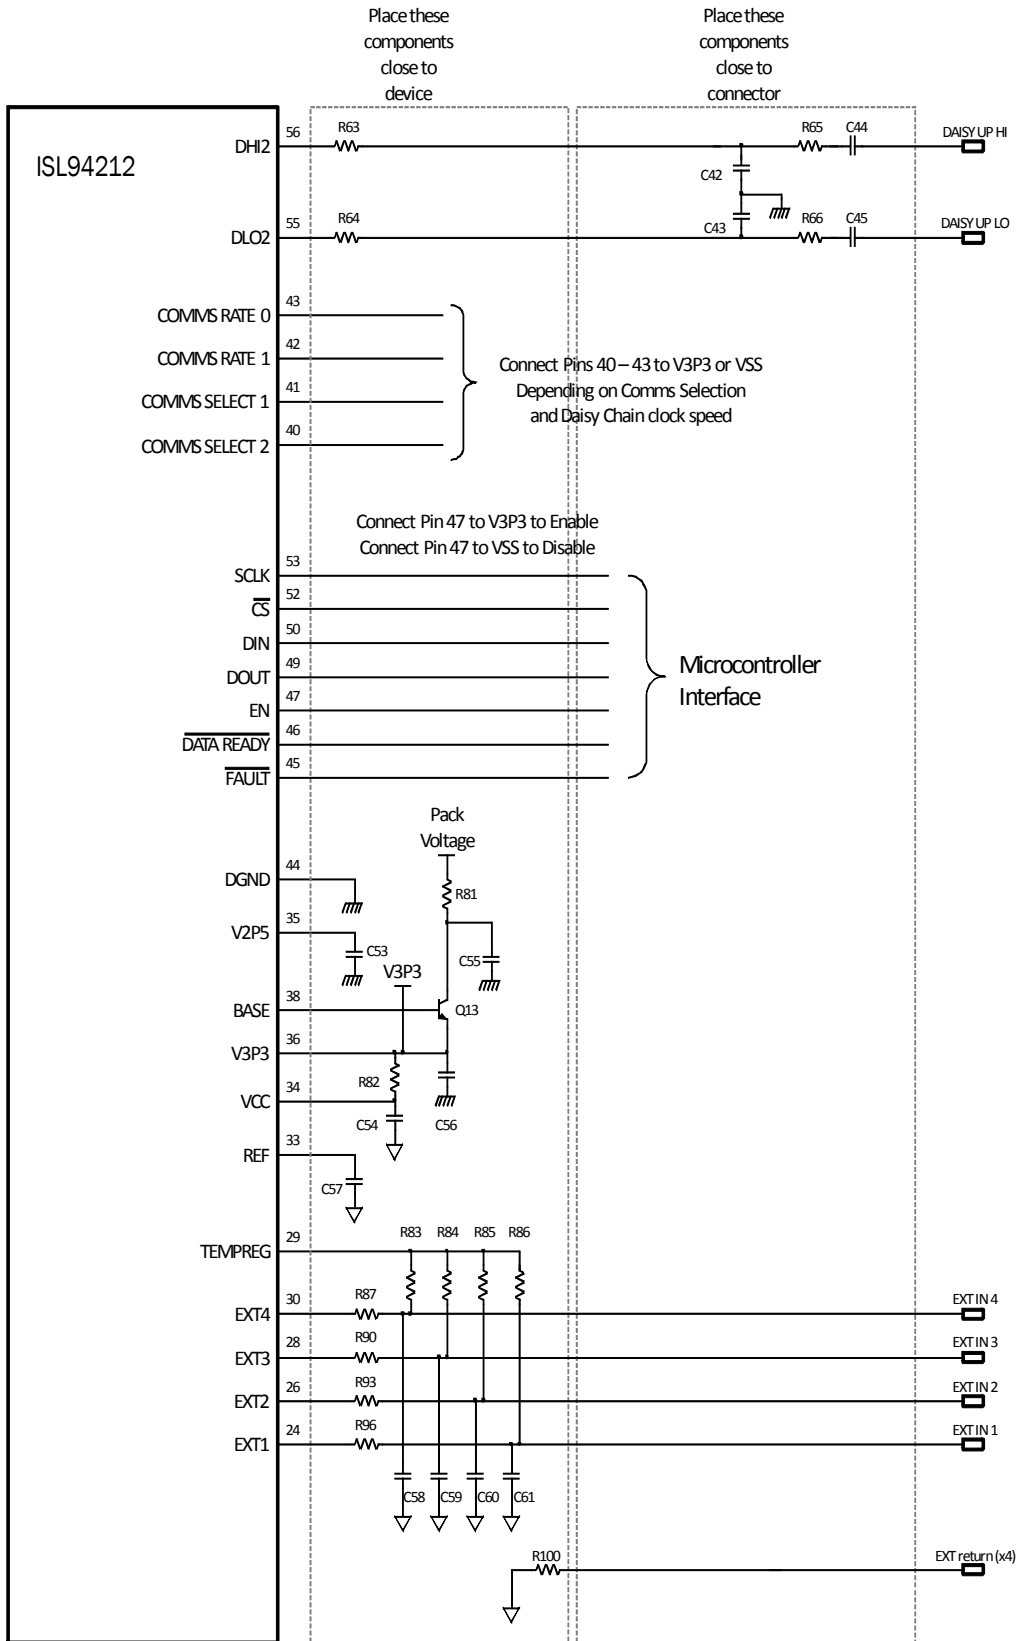 Place these
components
close to
device
Place these
components
close to
connector
ISL94212
DHI2
56
R63
R65
C44
DAISY UP HI
C42
DLO2
55
R64
C43
R66
C45
DAISY UP LO
COMMS RATE 0
43
COMMS RATE 1
42
COMMS SELECT 1
41
COMMS SELECT 2
40
Connect Pins 40 – 43 to V3P3 or VSS
Depending on Comms Selection
and Daisy Chain clock speed
Connect Pin 47 to V3P3 to Enable
Connect Pin 47 to VSS to Disable
SCLK
53
CS
52
DIN
50
DOUT
49
EN
47
DATA READY
46
FAULT
45
Microcontroller
Interface
Pack
Voltage
DGND
44
R81
V2P5
35
C53
C55
V3P3
BASE
38
Q13
V3P3
36
R82
VCC
34
C54
C56
REF
33
C57
TEMPREG
29
R83
R84
R85
R86
EXT4
30
R87
EXT IN 4
EXT3
28
R90
EXT IN 3
EXT2
26
R93
EXT IN 2
EXT1
24
R96
EXT IN 1
C58
C59
C60
C61
R100
EXT return (x4)